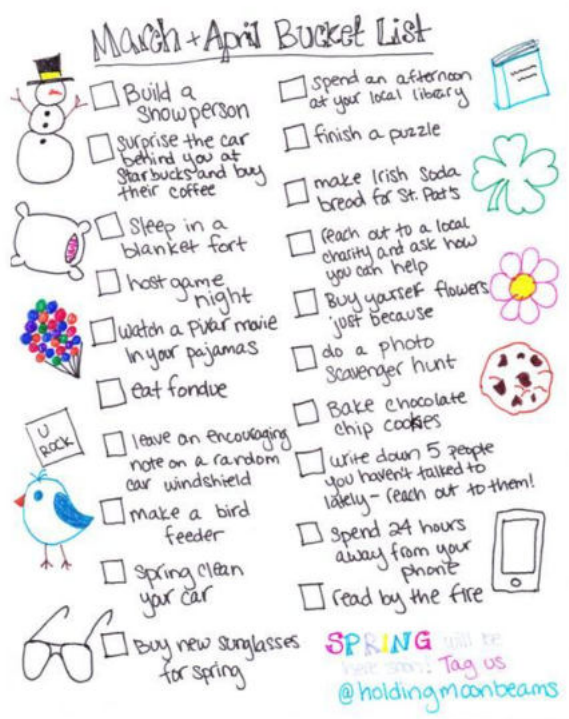 March + April Bucket List
Build a
snowperson
surprise the car
behind you at
Starbucks and buy
their coffee
Sleep in a
blanket fort
host game
night
watch a Pixar movie
in your pajamas
eat fondue
U
ROCK
leave an encouraging
note on a random
car windshield
make a bird
feeder
Spring clean
your car
Buy new sunglasses
for spring
spend an afternoon
at your local library
finish a puzzle
make Irish Soda
bread for St. Pat's
reach out to a local
charity and ask how
you can help
Buy yourself flowers
just because
do a photo
scavenger hunt
Bake chocolate
chip cookies
write down 5 people
you haven't talked to
lately - reach out to them!
Spend 24 hours
away from your
phone
read by the fire
SPRING will be
here soon! Tag us
@holdingmoonbeams